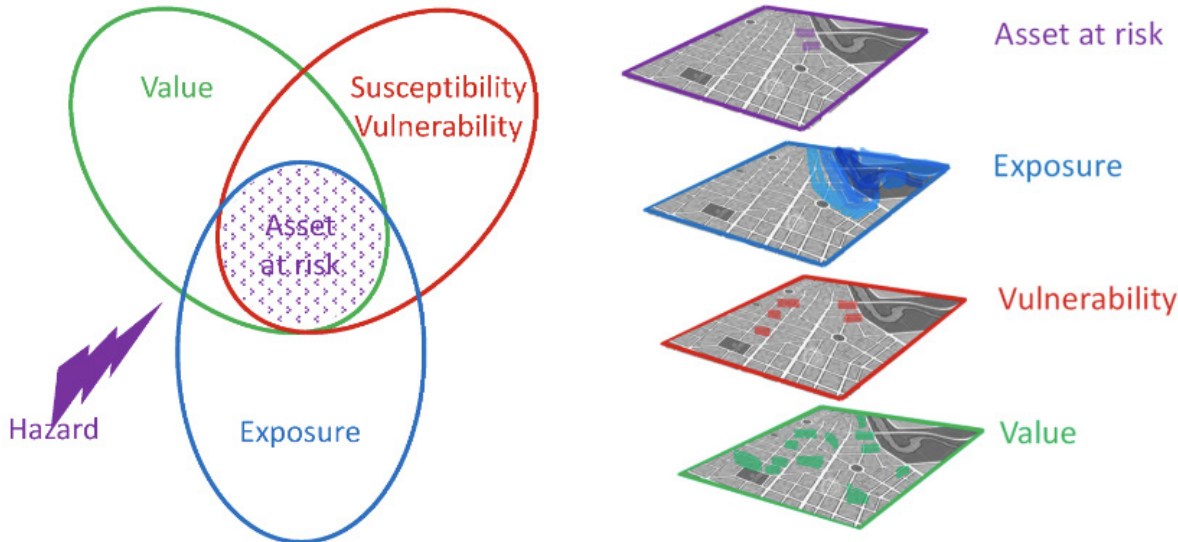 Value
Susceptibility
Vulnerability
Asset
at risk
Hazard
Exposure
Asset at risk
Exposure
Vulnerability
Value